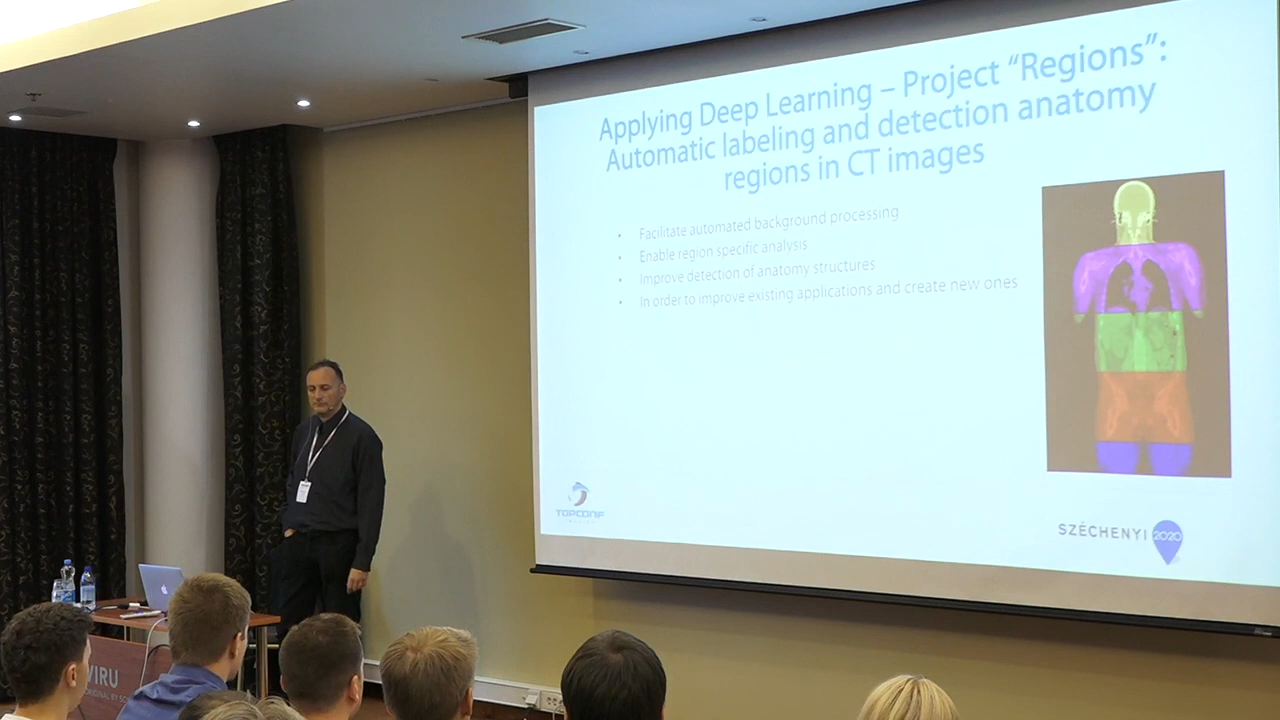 Applying Deep Learning – Project “Regions”:
Automatic labeling and detection anatomy
regions in CT images
• Facilitate automated background processing
• Enable region specific analysis
• Improve detection of anatomy structures
• In order to improve existing applications and create new ones
TOPCONF
SZÉCHENYI 2020
VIRU